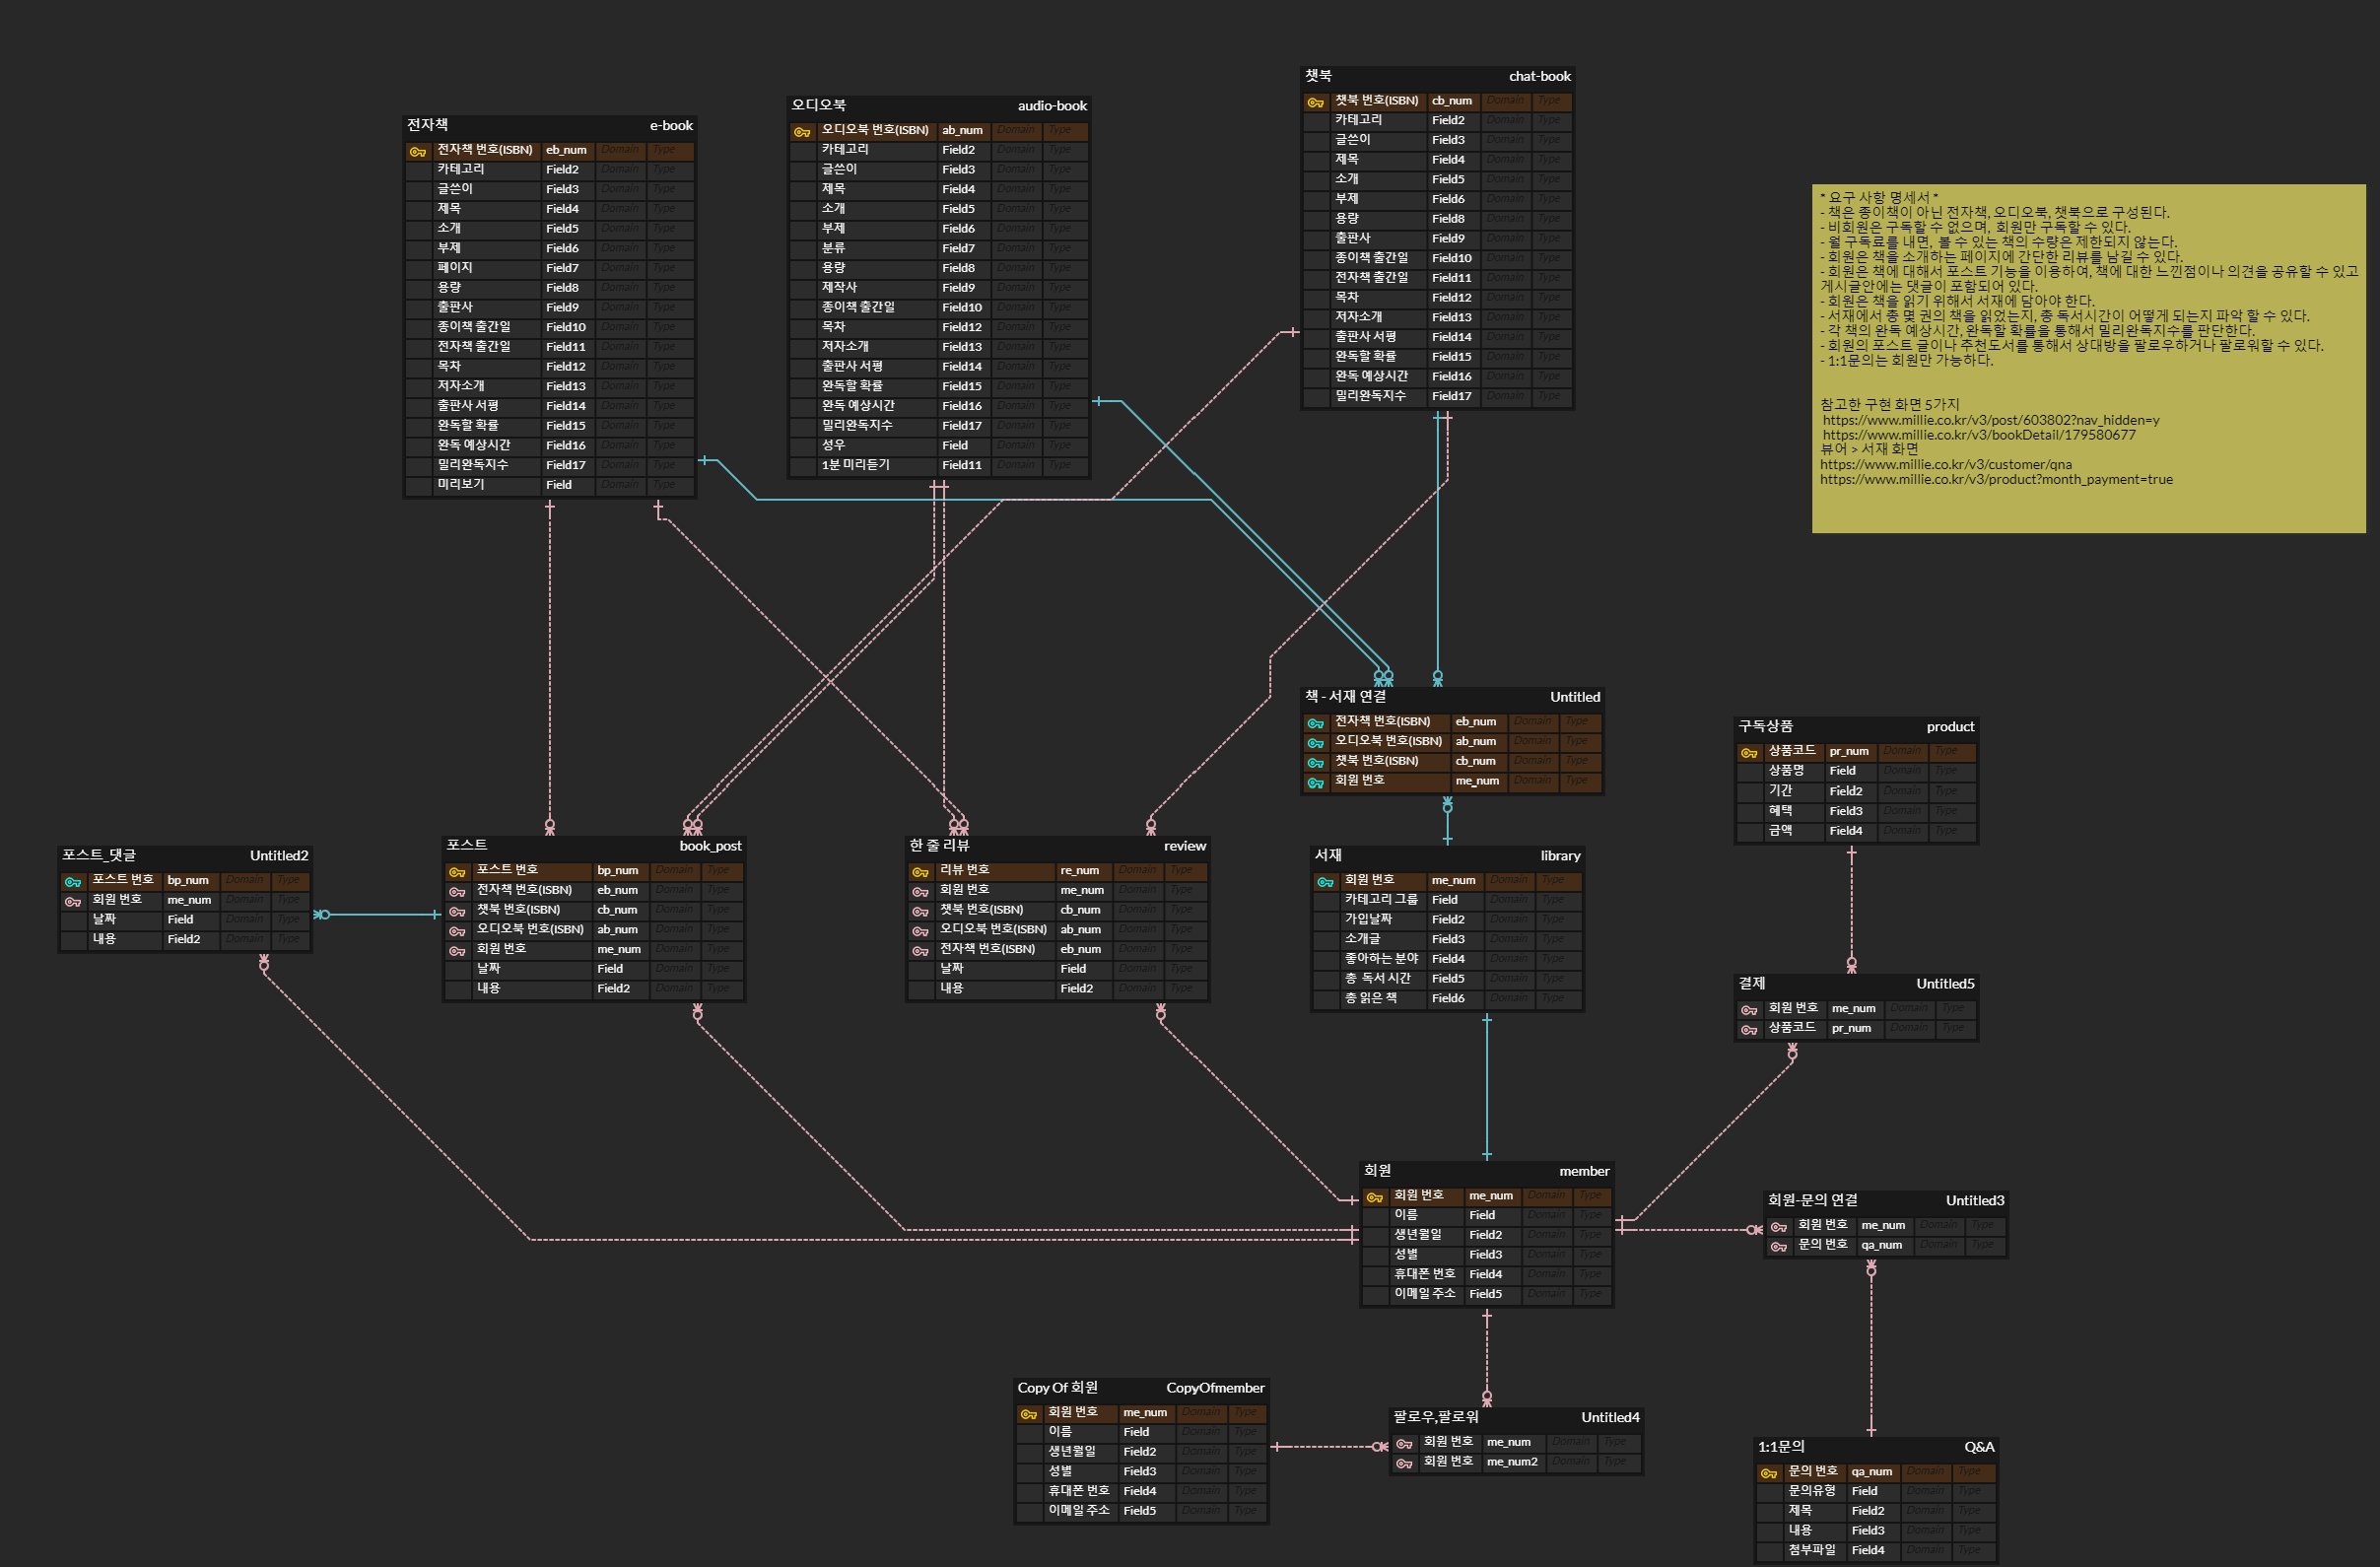 챗북 chat-book
챗북 번호(ISBN) cb_num Domain Type
카테고리 Field2 Domain Type
글쓴이 Field3 Domain Type
제목 Field4 Domain Type
소개 Field5 Domain Type
부제 Field6 Domain Type
용량 Field8 Domain Type
출판사 Field9 Domain Type
종이책 출간일 Field10 Domain Type
전자책 출간일 Field11 Domain Type
목차 Field12 Domain Type
저자소개 Field13 Domain Type
출판사 서평 Field14 Domain Type
완독할 확률 Field15 Domain Type
완독 예상시간 Field16 Domain Type
밀리완독지수 Field17 Domain Type
오디오북 audio-book
오디오북 번호(ISBN) ab_num Domain Type
카테고리 Field2 Domain Type
글쓴이 Field3 Domain Type
제목 Field4 Domain Type
소개 Field5 Domain Type
부제 Field6 Domain Type
분류 Field7 Domain Type
용량 Field8 Domain Type
제작사 Field9 Domain Type
종이책 출간일 Field10 Domain Type
목차 Field12 Domain Type
저자소개 Field13 Domain Type
출판사 서평 Field14 Domain Type
완독할 확률 Field15 Domain Type
완독 예상시간 Field16 Domain Type
밀리완독지수 Field17 Domain Type
성우 Field Domain Type
1분 미리듣기 Field11 Domain Type
전자책 e-book
전자책 번호(ISBN) eb_num Domain Type
카테고리 Field2 Domain Type
글쓴이 Field3 Domain Type
제목 Field4 Domain Type
소개 Field5 Domain Type
부제 Field6 Domain Type
페이지 Field7 Domain Type
용량 Field8 Domain Type
출판사 Field9 Domain Type
종이책 출간일 Field10 Domain Type
전자책 출간일 Field11 Domain Type
목차 Field12 Domain Type
저자소개 Field13 Domain Type
출판사 서평 Field14 Domain Type
완독할 확률 Field15 Domain Type
완독 예상시간 Field16 Domain Type
밀리완독지수 Field17 Domain Type
미리보기 Field Domain Type
* 요구 사항 명세서 *
- 책은 종이책이 아닌 전자책, 오디오북, 챗북으로 구성된다.
- 비회원은 구독할 수 없으며, 회원만 구독할 수 있다.
- 월 구독료를 내면, 볼 수 있는 책의 수량은 제한되지 않는다.
- 회원은 책을 소개하는 페이지에 간단한 리뷰를 남길 수 있다.
- 회원은 책에 대해서 포스트 기능을 이용하여, 책에 대한 느낀점이나 의견을 공유할 수 있고
게시글안에는 댓글이 포함되어 있다.
- 회원은 책을 읽기 위해서 서재에 담아야 한다.
- 서재에서 총 몇 권의 책을 읽었는지, 총 독서시간이 어떻게 되는지 파악 할 수 있다.
- 각 책의 완독 예상시간, 완독할 확률을 통해서 밀리완독지수를 판단한다.
- 회원의 포스트 글이나 추천도서를 통해서 상대방을 팔로우하거나 팔로워할 수 있다.
- 1:1문의는 회원만 가능하다.
참고한 구현 화면 5가지
https://www.millie.co.kr/v3/post/603802?nav_hidden=y
https://www.millie.co.kr/v3/bookDetail/179580677
뷰어 > 서재 화면
https://www.millie.co.kr/v3/customer/qna
https://www.millie.co.kr/v3/product?month_payment=true
책 - 서재 연결 Untitled
전자책 번호(ISBN) eb_num Domain Type
오디오북 번호(ISBN) ab_num Domain Type
챗북 번호(ISBN) cb_num Domain Type
회원 번호 me_num Domain Type
구독상품 product
상품코드 pr_num Domain Type
상품명 Field Domain Type
기간 Field2 Domain Type
혜택 Field3 Domain Type
금액 Field4 Domain Type
포스트_댓글 Untitled2
포스트 번호 bp_num Domain Type
회원 번호 me_num Domain Type
날짜 Field Domain Type
내용 Field2 Domain Type
포스트 book_post
포스트 번호 bp_num Domain Type
전자책 번호(ISBN) eb_num Domain Type
챗북 번호(ISBN) cb_num Domain Type
오디오북 번호(ISBN) ab_num Domain Type
회원 번호 me_num Domain Type
날짜 Field Domain Type
내용 Field2 Domain Type
한 줄 리뷰 review
리뷰 번호 re_num Domain Type
회원 번호 me_num Domain Type
챗북 번호(ISBN) cb_num Domain Type
오디오북 번호(ISBN) ab_num Domain Type
전자책 번호(ISBN) eb_num Domain Type
날짜 Field Domain Type
내용 Field2 Domain Type
서재 library
회원 번호 me_num Domain Type
카테고리 그룹 Field Domain Type
가입날짜 Field2 Domain Type
소개글 Field3 Domain Type
좋아하는 분야 Field4 Domain Type
총 독서 시간 Field5 Domain Type
총 읽은 책 Field6 Domain Type
결제 Untitled5
회원 번호 me_num Domain Type
상품코드 pr_num Domain Type
회원 member
회원 번호 me_num Domain Type
이름 Field Domain Type
생년월일 Field2 Domain Type
성별 Field3 Domain Type
휴대폰 번호 Field4 Domain Type
이메일 주소 Field5 Domain Type
회원-문의 연결 Untitled3
회원 번호 me_num Domain Type
문의 번호 qa_num Domain Type
Copy Of 회원 CopyOfmember
회원 번호 me_num Domain Type
이름 Field Domain Type
생년월일 Field2 Domain Type
성별 Field3 Domain Type
휴대폰 번호 Field4 Domain Type
이메일 주소 Field5 Domain Type
팔로우,팔로워 Untitled4
회원 번호 me_num Domain Type
회원 번호 me_num2 Domain Type
1:1문의 Q&A
문의 번호 qa_num Domain Type
문의유형 Field Domain Type
제목 Field2 Domain Type
내용 Field3 Domain Type
첨부파일 Field4 Domain Type